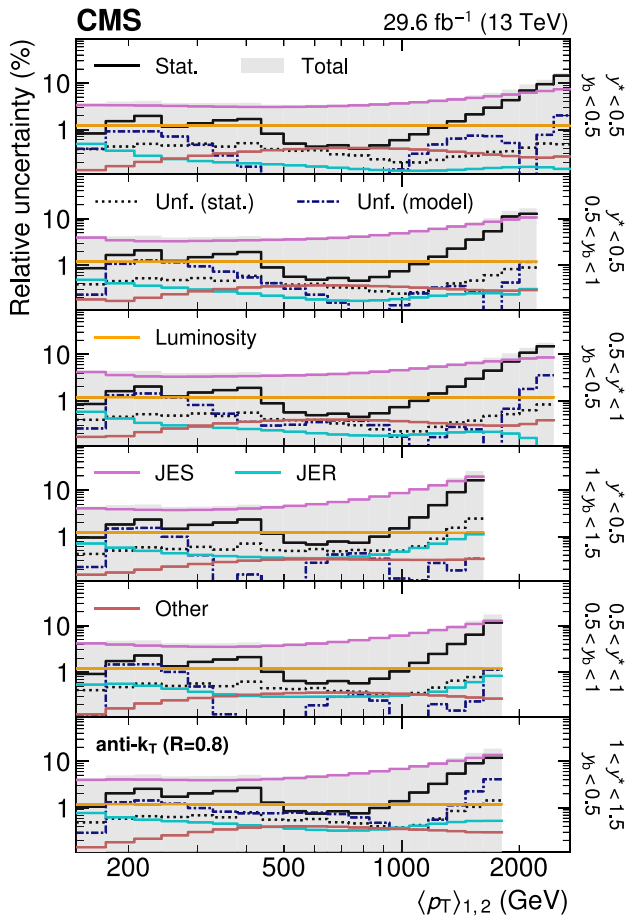 CMS 29.6 fb⁻¹ (13 TeV)
Relative uncertainty (%)
Stat. Total
10
1
y* < 0.5
y_b < 0.5
Unf. (stat.) Unf. (model)
10
1
y* < 0.5
0.5 < y_b < 1
Luminosity
10
1
0.5 < y* < 1
y_b < 0.5
JES JER
10
1
y* < 0.5
1 < y_b < 1.5
Other
10
1
0.5 < y* < 1
0.5 < y_b < 1
anti-k_T (R=0.8)
10
1
1 < y* < 1.5
y_b < 0.5
200 500 1000 2000
⟨p_T⟩_1,2 (GeV)